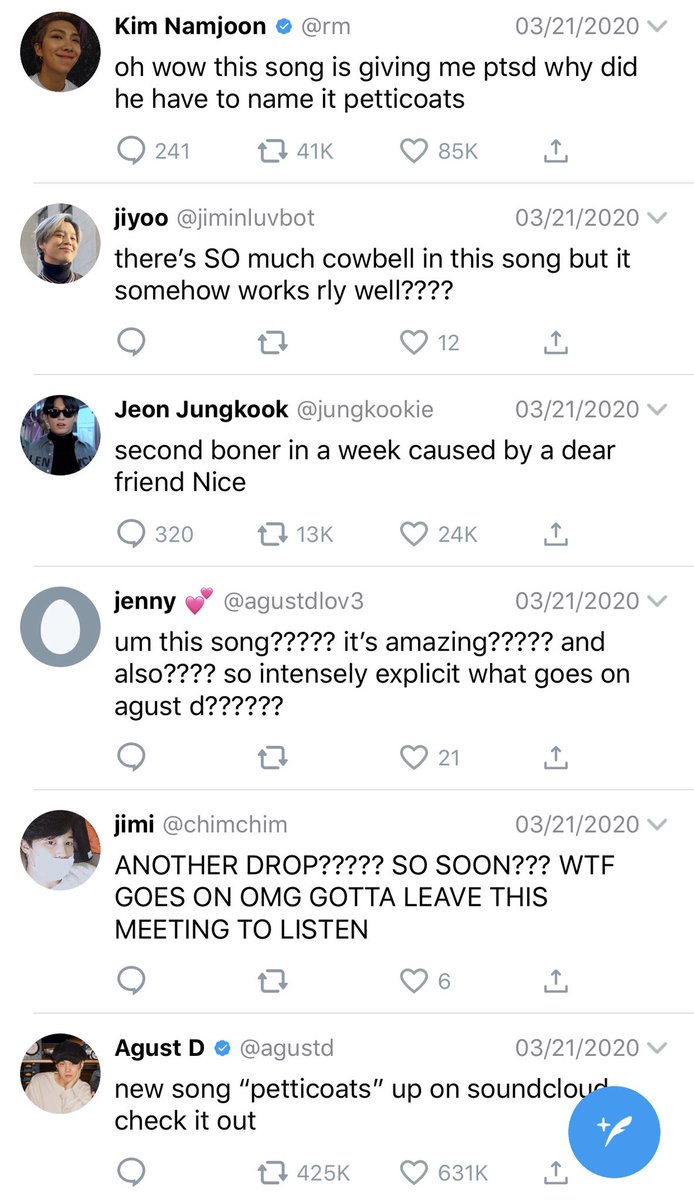 Kim Namjoon @rm 03/21/2020
oh wow this song is giving me ptsd why did
he have to name it petticoats
241 41K 85K
jiyoo @jiminluvbot 03/21/2020
there's SO much cowbell in this song but it
somehow works rly well????
12
Jeon Jungkook @jungkookie 03/21/2020
second boner in a week caused by a dear
friend Nice
320 13K 24K
jenny 💕 @agustdlov3 03/21/2020
um this song????? it's amazing????? and
also???? so intensely explicit what goes on
agust d??????
21
jimi @chimchim 03/21/2020
ANOTHER DROP????? SO SOON??? WTF
GOES ON OMG GOTTA LEAVE THIS
MEETING TO LISTEN
6
Agust D @agustd 03/21/2020
new song “petticoats” up on soundcloud
check it out
425K 631K